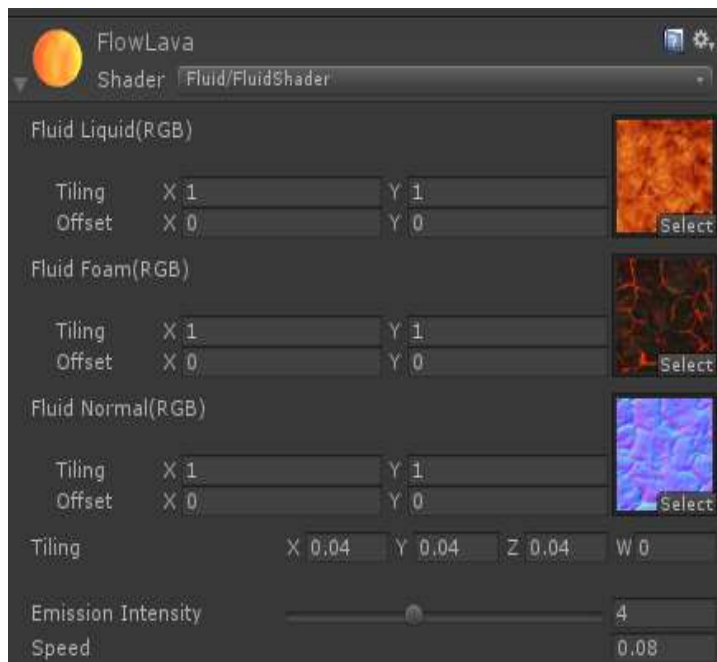 FlowLava
Shader Fluid/FluidShader
Fluid Liquid(RGB)
Tiling X 1 Y 1
Offset X 0 Y 0 Select
Fluid Foam(RGB)
Tiling X 1 Y 1
Offset X 0 Y 0 Select
Fluid Normal(RGB)
Tiling X 1 Y 1
Offset X 0 Y 0 Select
Tiling X 0.04 Y 0.04 Z 0.04 W 0
Emission Intensity 4
Speed 0.08